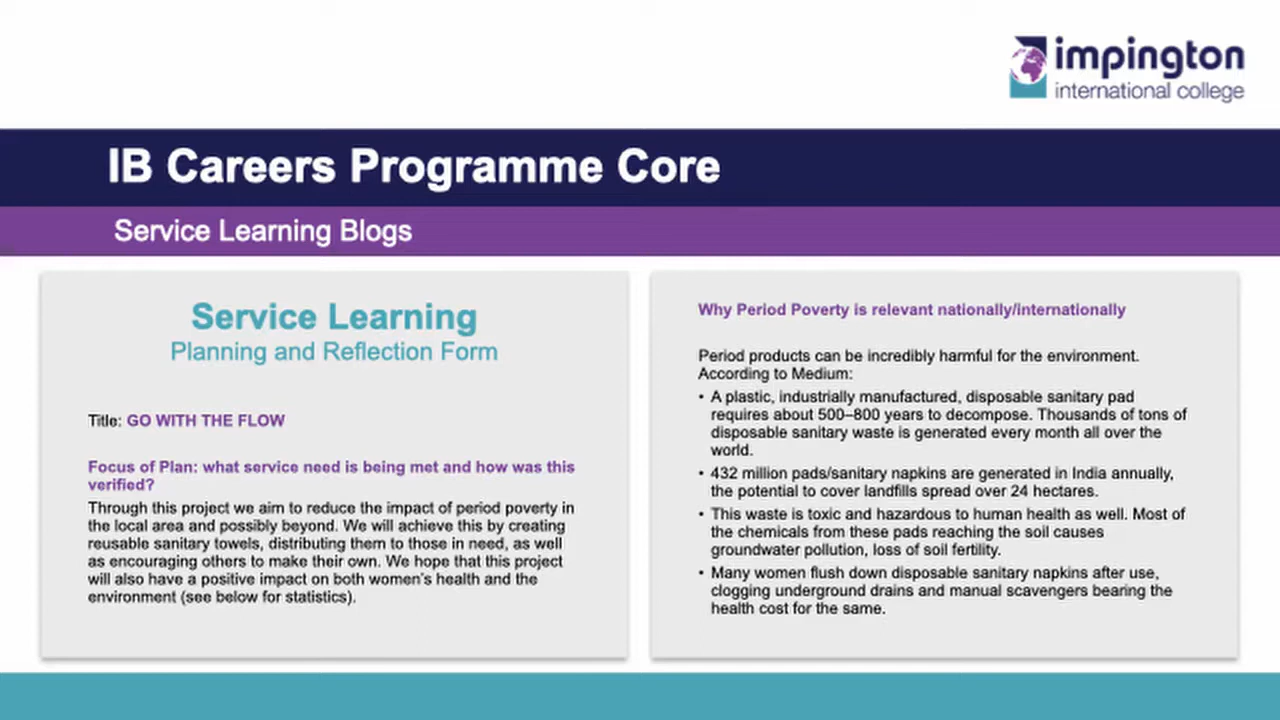 impington
international college
IB Careers Programme Core
Service Learning Blogs
Service Learning
Planning and Reflection Form
Title: GO WITH THE FLOW
Focus of Plan: what service need is being met and how was this
verified?
Through this project we aim to reduce the impact of period poverty in
the local area and possibly beyond. We will achieve this by creating
reusable sanitary towels, distributing them to those in need, as well
as encouraging others to make their own. We hope that this project
will also have a positive impact on both women's health and the
environment (see below for statistics).
Why Period Poverty is relevant nationally/internationally
Period products can be incredibly harmful for the environment.
According to Medium:
• A plastic, industrially manufactured, disposable sanitary pad
requires about 500–800 years to decompose. Thousands of tons of
disposable sanitary waste is generated every month all over the
world.
• 432 million pads/sanitary napkins are generated in India annually,
the potential to cover landfills spread over 24 hectares.
• This waste is toxic and hazardous to human health as well. Most of
the chemicals from these pads reaching the soil causes
groundwater pollution, loss of soil fertility.
• Many women flush down disposable sanitary napkins after use,
clogging underground drains and manual scavengers bearing the
health cost for the same.